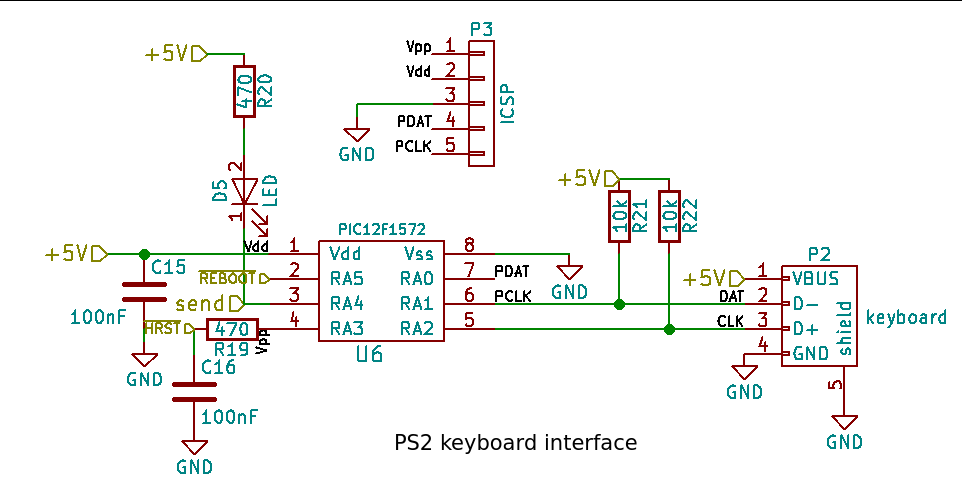 P3
Vpp 1
+5V
Vdd 2
470
R20
3
ICSP
PDAT 4
GND
PCLK 5
2
+5V
D5
LED
10k
R21
10k
R22
1
PIC12F1572
Vdd 1
Vdd
Vss
8
P2
+5V
C15
REBOOT
2
RA5
RA0
7
PDAT
GND
+5V
1
VBUS
send
3
RA4
RA1
6
PCLK
DAT
2
D-
100nF
HRST
470
4
RA3
RA2
5
CLK
3
D+
shield
keyboard
R19
Vpp
U6
4
GND
GND
C16
GND
5
100nF
GND
PS2 keyboard interface
GND